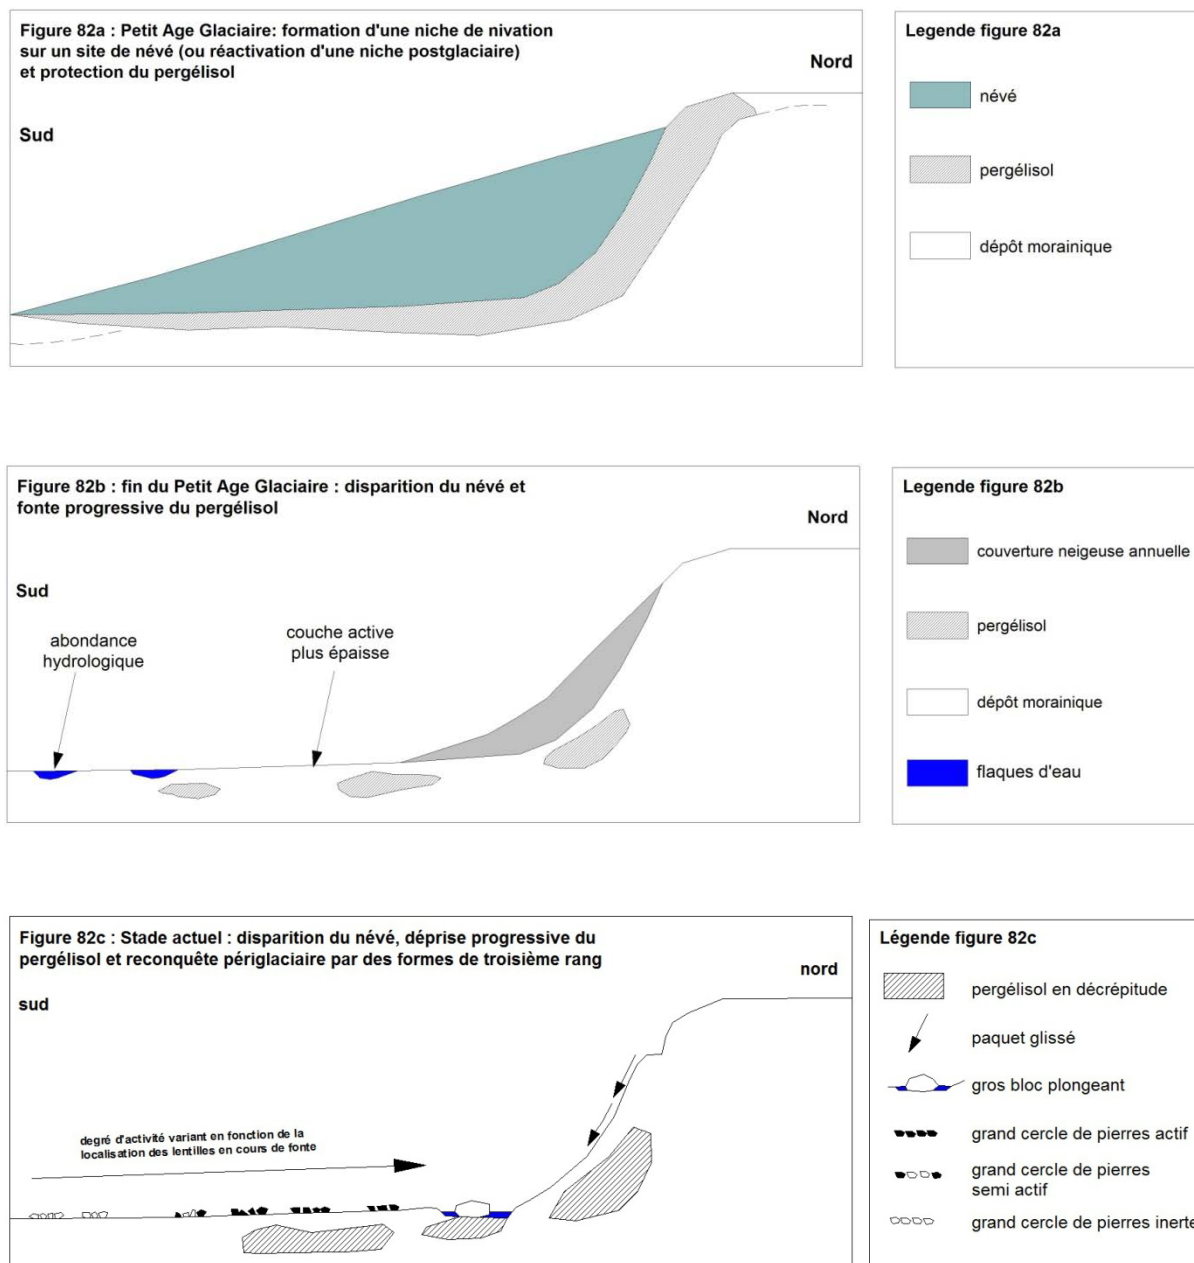 Figure 82a : Petit Age Glaciaire: formation d'une niche de nivation
sur un site de névé (ou réactivation d'une niche postglaciaire)
et protection du pergélisol
Nord
Sud
Legende figure 82a
névé
pergélisol
dépôt morainique
Figure 82b : fin du Petit Age Glaciaire : disparition du névé et
fonte progressive du pergélisol
Nord
Sud
abondance
hydrologique
couche active
plus épaisse
Legende figure 82b
couverture neigeuse annuelle
pergélisol
dépôt morainique
flaques d'eau
Figure 82c : Stade actuel : disparition du névé, déprise progressive du
pergélisol et reconquête périglaciaire par des formes de troisième rang
nord
sud
degré d'activité variant en fonction de la
localisation des lentilles en cours de fonte
Légende figure 82c
pergélisol en décrépitude
paquet glissé
gros bloc plongeant
grand cercle de pierres actif
grand cercle de pierres
semi actif
grand cercle de pierres inerte